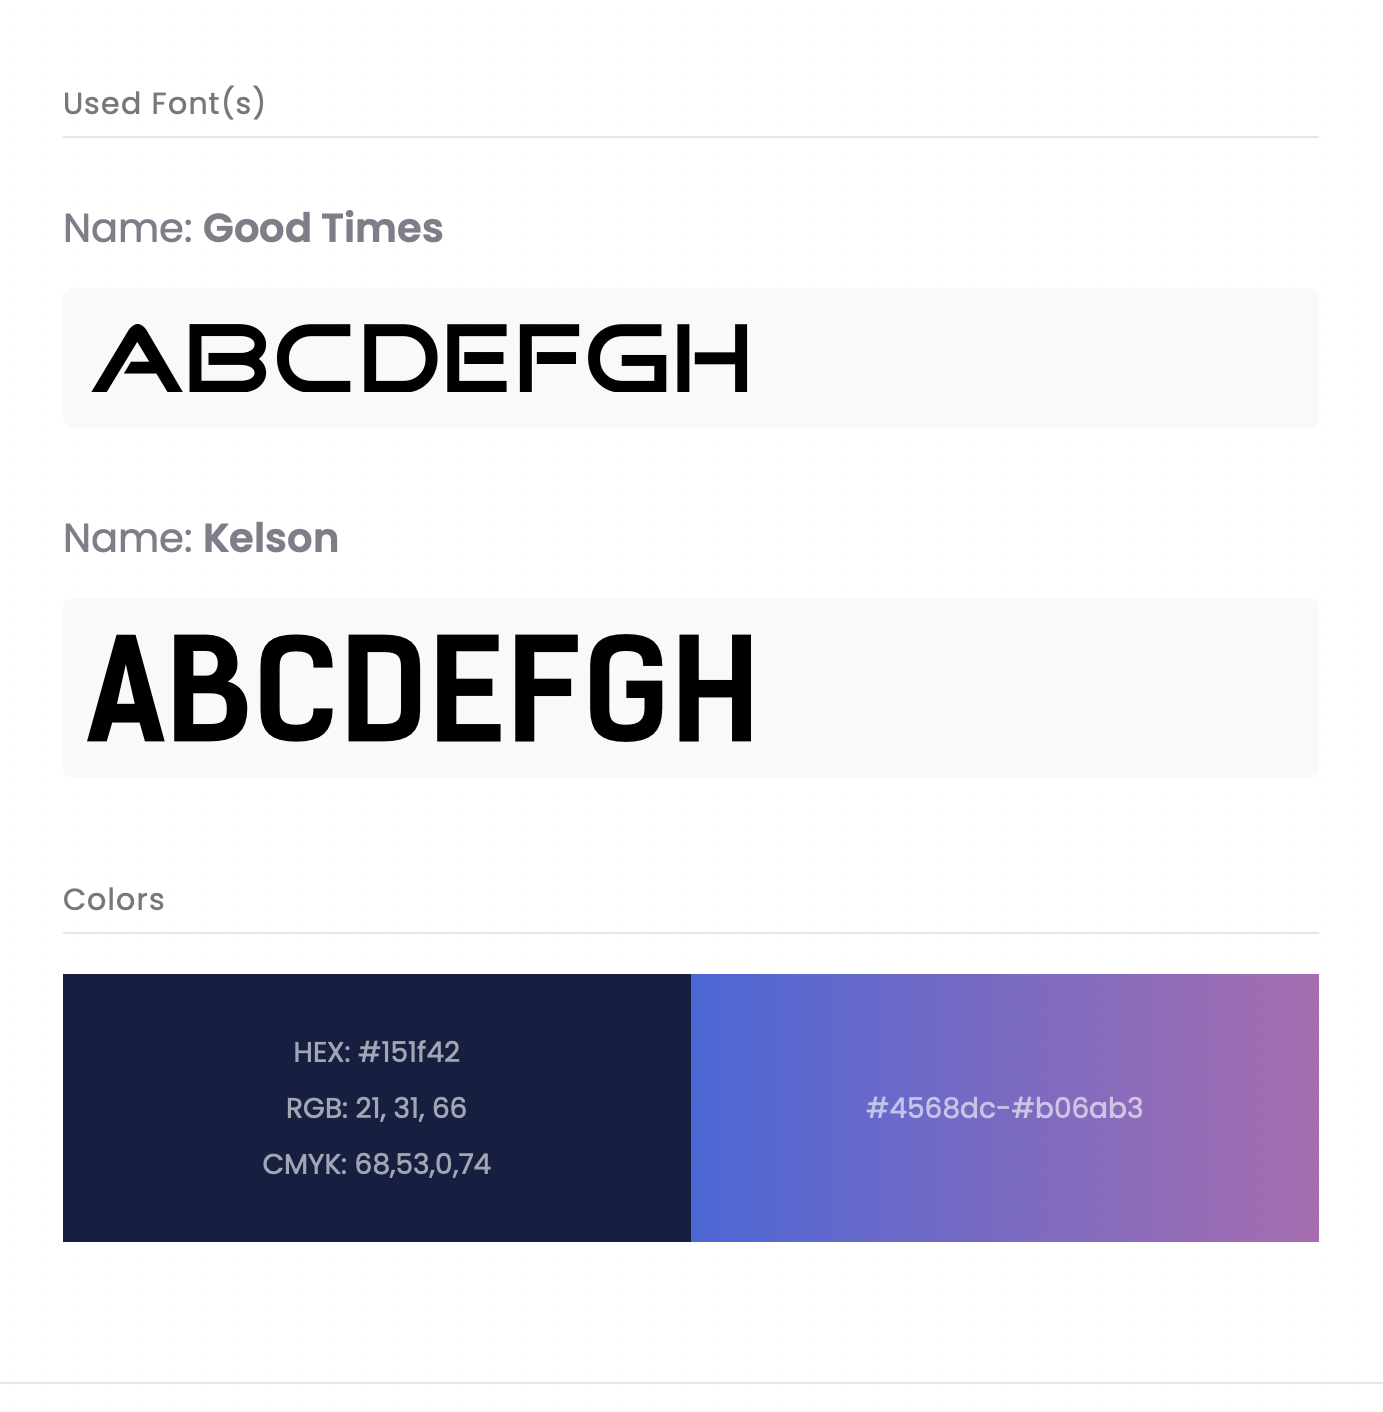 Used Font(s)
Name: Good Times
ABCDEFGH
Name: Kelson
ABCDEFGH
Colors
HEX: #151f42
RGB: 21, 31, 66
CMYK: 68,53,0,74
#4568dc-#b06ab3